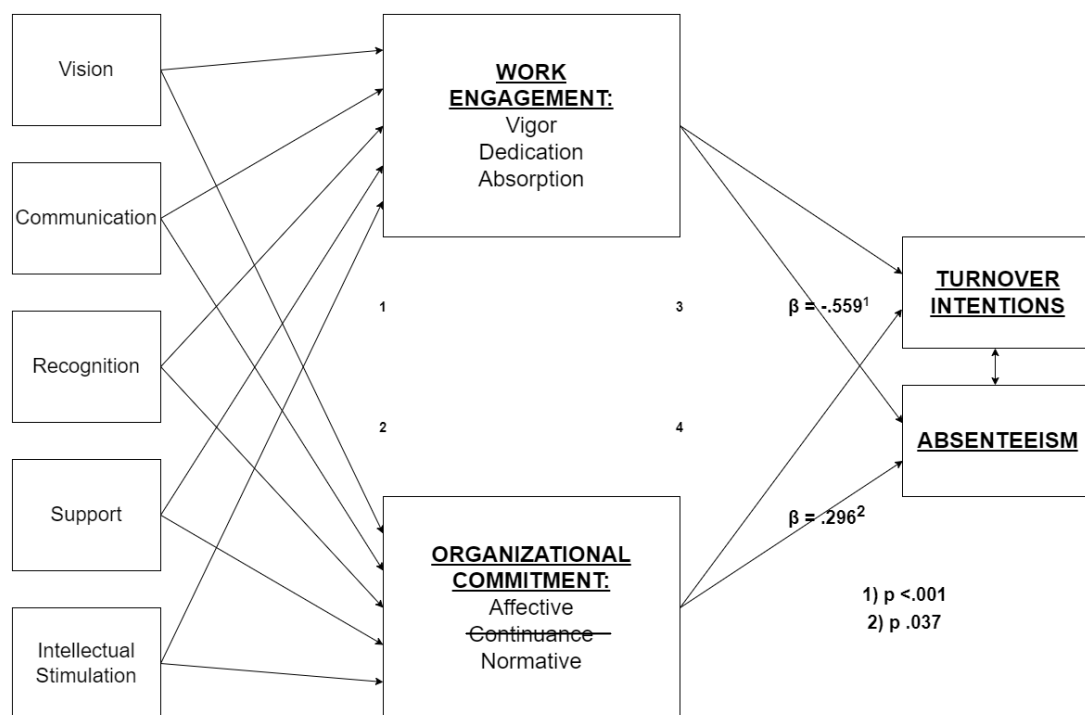 Vision
Communication
Recognition
Support
Intellectual
Stimulation
WORK
ENGAGEMENT:
Vigor
Dedication
Absorption
1
2
ORGANIZATIONAL
COMMITMENT:
Affective
Continuance
Normative
3
4
β = -.559¹
β = .296²
TURNOVER
INTENTIONS
ABSENTEEISM
1) p <.001
2) p .037